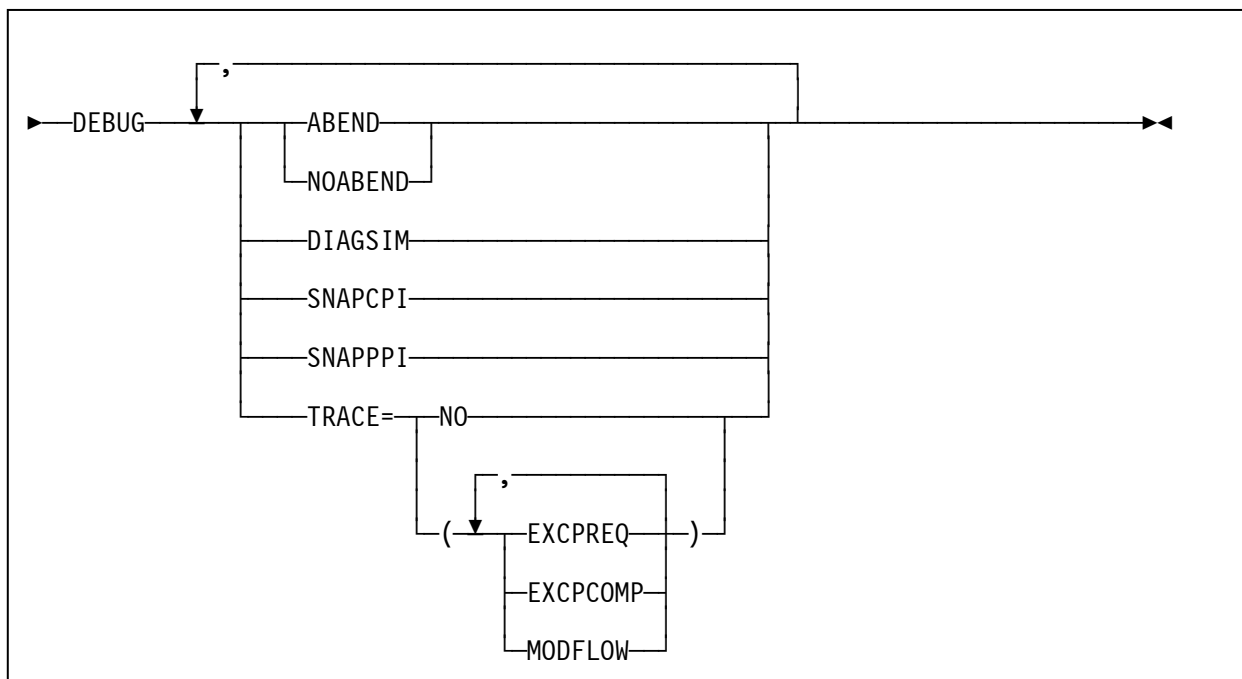 ,
DEBUG ABEND
NOABEND
DIAGSIM
SNAPCPI
SNAPPPI
TRACE= NO
,
( EXCPREQ )
EXCPCOMP
MODFLOW